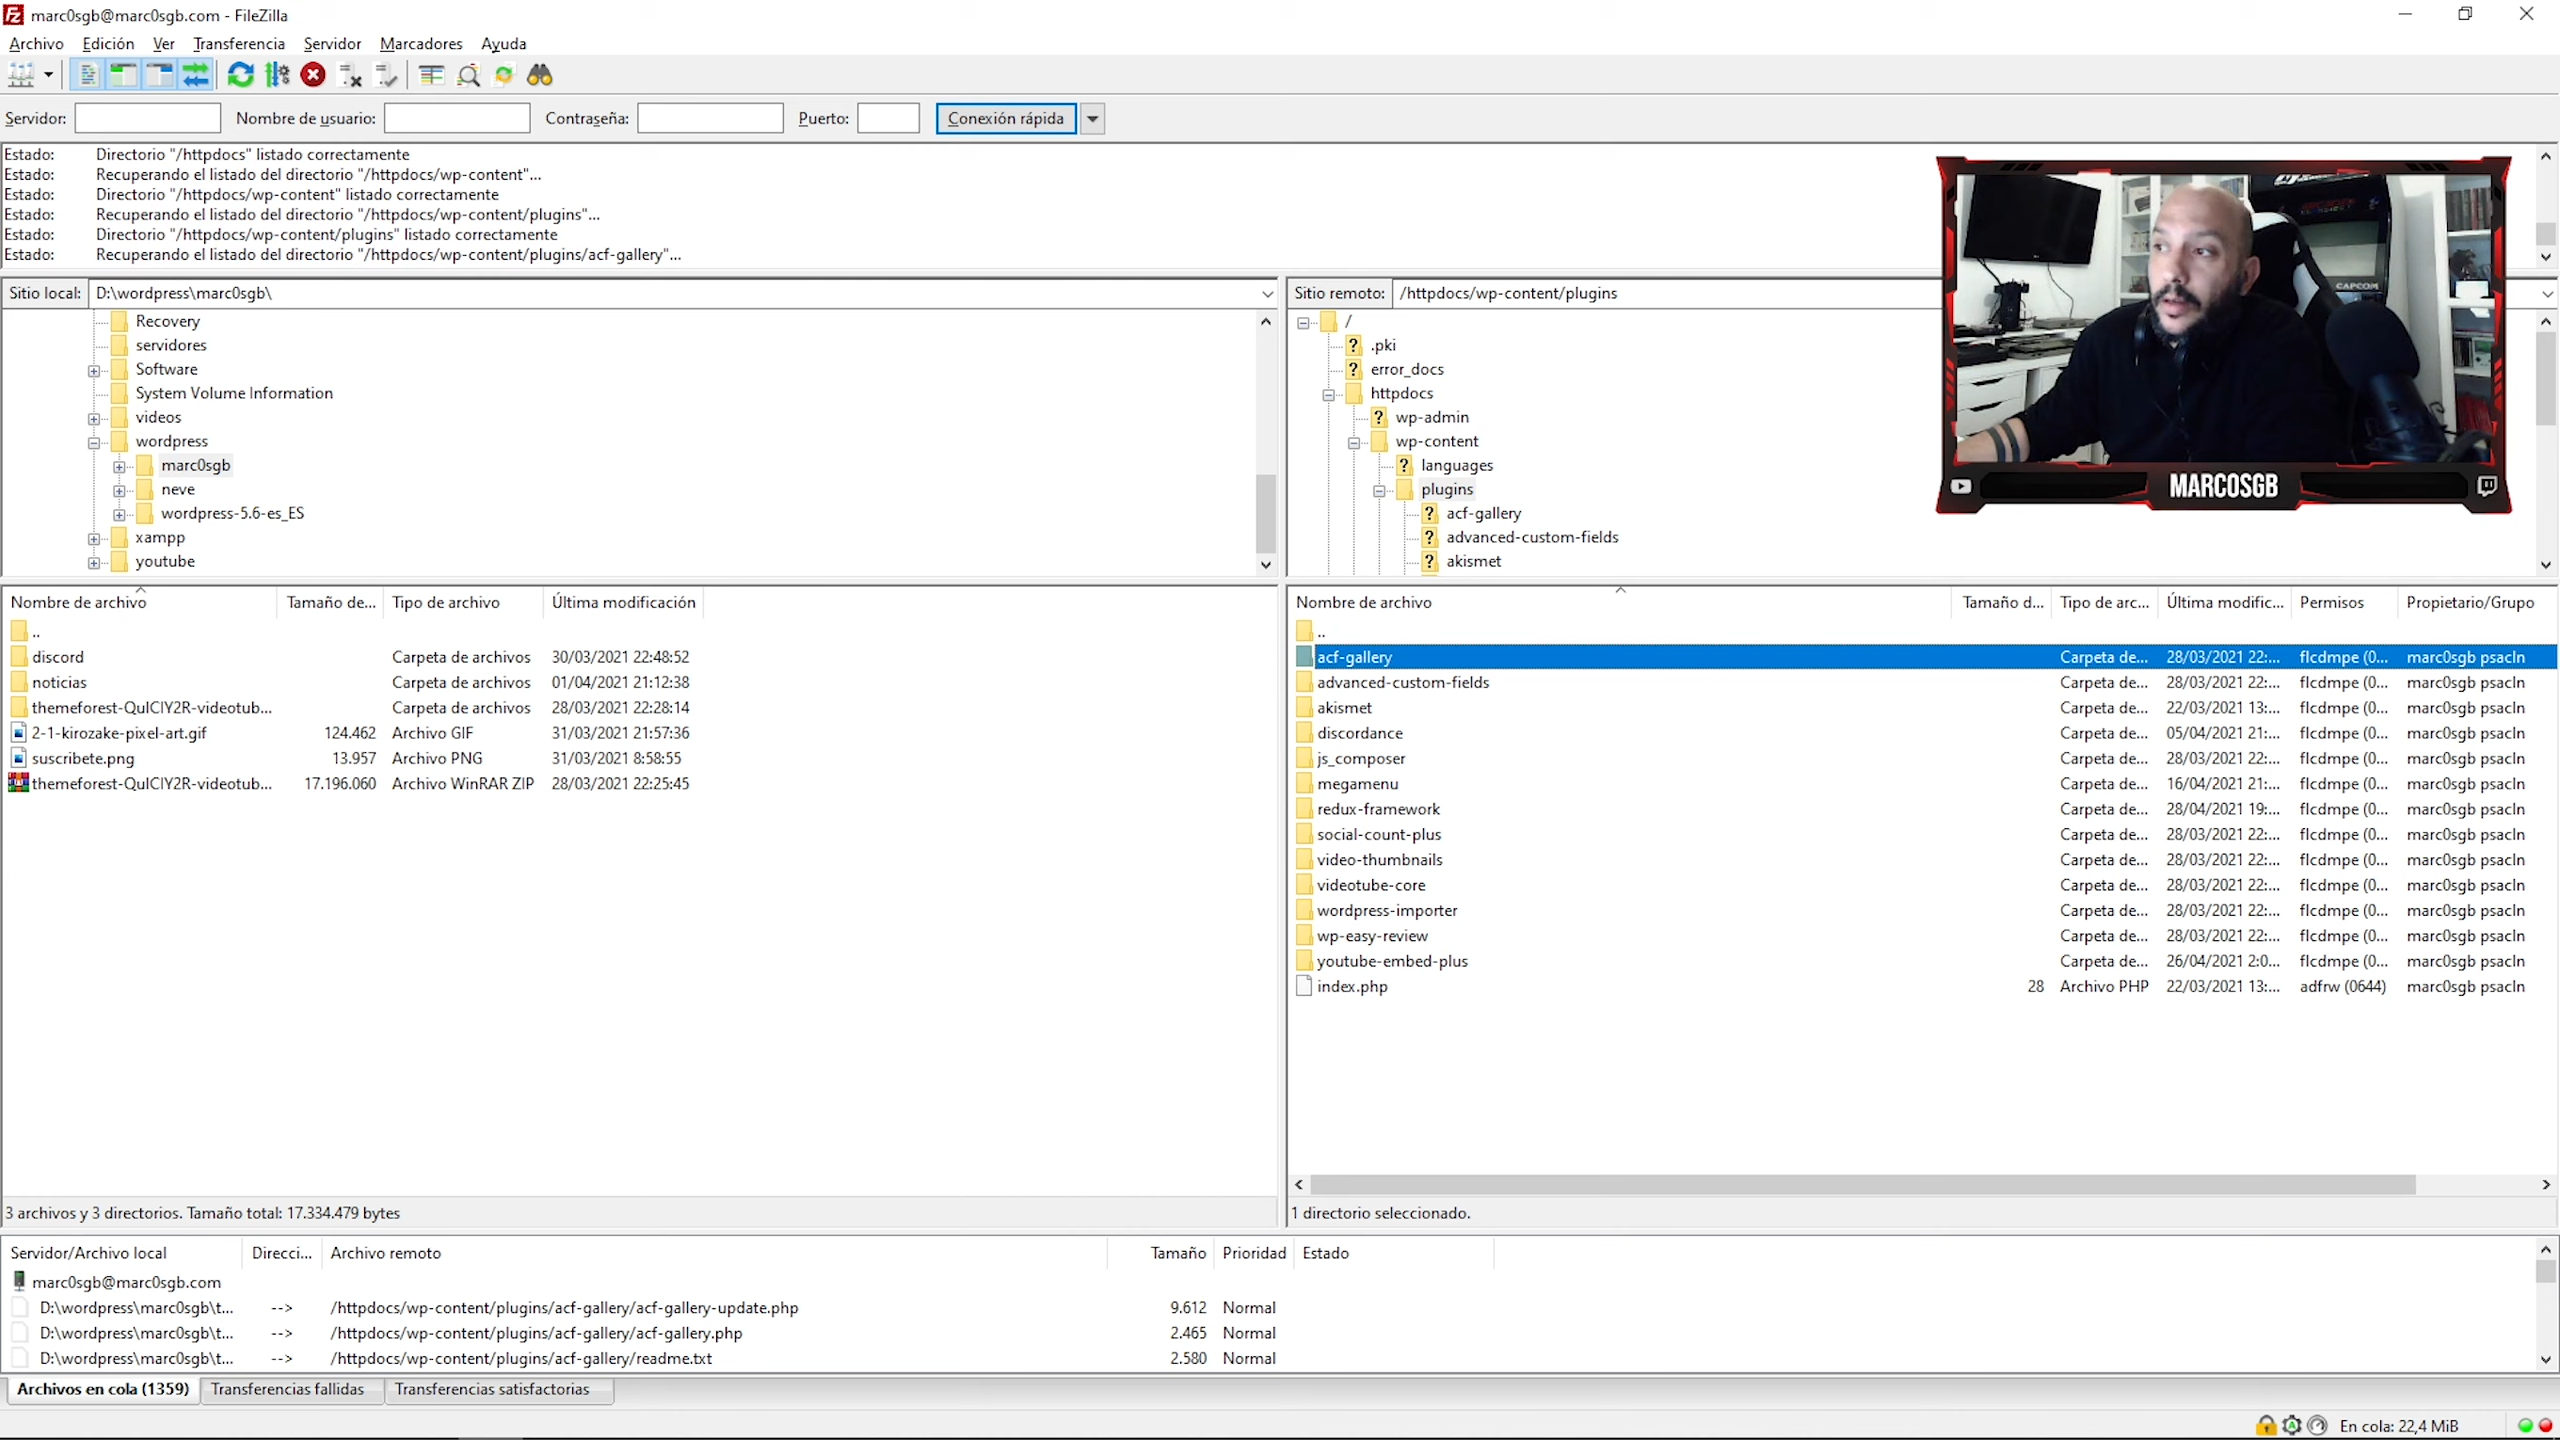 marc0sgb@marc0sgb.com - FileZilla
Archivo Edición Ver Transferencia Servidor Marcadores Ayuda
Servidor: Nombre de usuario: Contraseña: Puerto: Conexión rápida
Estado: Directorio "/httpdocs" listado correctamente
Estado: Recuperando el listado del directorio "/httpdocs/wp-content"...
Estado: Directorio "/httpdocs/wp-content" listado correctamente
Estado: Recuperando el listado del directorio "/httpdocs/wp-content/plugins"...
Estado: Directorio "/httpdocs/wp-content/plugins" listado correctamente
Estado: Recuperando el listado del directorio "/httpdocs/wp-content/plugins/acf-gallery"...
CAPCOM
MARCOSGB
Sitio local: D:\wordpress\marc0sgb\
Recovery
servidores
Software
System Volume Information
videos
wordpress
marc0sgb
neve
wordpress-5.6-es_ES
xampp
youtube
Sitio remoto: /httpdocs/wp-content/plugins
/
.pki
error_docs
httpdocs
wp-admin
wp-content
languages
plugins
acf-gallery
advanced-custom-fields
akismet
Nombre de archivo Tamaño de... Tipo de archivo Última modificación
..
discord Carpeta de archivos 30/03/2021 22:48:52
noticias Carpeta de archivos 01/04/2021 21:12:38
themeforest-QuICIY2R-videotub... Carpeta de archivos 28/03/2021 22:28:14
2-1-kirozake-pixel-art.gif 124.462 Archivo GIF 31/03/2021 21:57:36
suscribete.png 13.957 Archivo PNG 31/03/2021 8:58:55
themeforest-QuICIY2R-videotub... 17.196.060 Archivo WinRAR ZIP 28/03/2021 22:25:45
3 archivos y 3 directorios. Tamaño total: 17.334.479 bytes
Nombre de archivo Tamaño d... Tipo de arc... Última modific... Permisos Propietario/Grupo
..
acf-gallery Carpeta de... 28/03/2021 22:... flcdmpe (0... marc0sgb psacln
advanced-custom-fields Carpeta de... 28/03/2021 22:... flcdmpe (0... marc0sgb psacln
akismet Carpeta de... 22/03/2021 13:... flcdmpe (0... marc0sgb psacln
discordance Carpeta de... 05/04/2021 21:... flcdmpe (0... marc0sgb psacln
js_composer Carpeta de... 28/03/2021 22:... flcdmpe (0... marc0sgb psacln
megamenu Carpeta de... 16/04/2021 21:... flcdmpe (0... marc0sgb psacln
redux-framework Carpeta de... 28/04/2021 19:... flcdmpe (0... marc0sgb psacln
social-count-plus Carpeta de... 28/03/2021 22:... flcdmpe (0... marc0sgb psacln
video-thumbnails Carpeta de... 28/03/2021 22:... flcdmpe (0... marc0sgb psacln
videotube-core Carpeta de... 28/03/2021 22:... flcdmpe (0... marc0sgb psacln
wordpress-importer Carpeta de... 28/03/2021 22:... flcdmpe (0... marc0sgb psacln
wp-easy-review Carpeta de... 28/03/2021 22:... flcdmpe (0... marc0sgb psacln
youtube-embed-plus Carpeta de... 26/04/2021 2:0... flcdmpe (0... marc0sgb psacln
index.php 28 Archivo PHP 22/03/2021 13:... adfrw (0644) marc0sgb psacln
1 directorio seleccionado.
Servidor/Archivo local Direcci... Archivo remoto Tamaño Prioridad Estado
marc0sgb@marc0sgb.com
D:\wordpress\marc0sgb\t... --> /httpdocs/wp-content/plugins/acf-gallery/acf-gallery-update.php 9.612 Normal
D:\wordpress\marc0sgb\t... --> /httpdocs/wp-content/plugins/acf-gallery/acf-gallery.php 2.465 Normal
D:\wordpress\marc0sgb\t... --> /httpdocs/wp-content/plugins/acf-gallery/readme.txt 2.580 Normal
Archivos en cola (1359) Transferencias fallidas Transferencias satisfactorias
En cola: 22,4 MiB